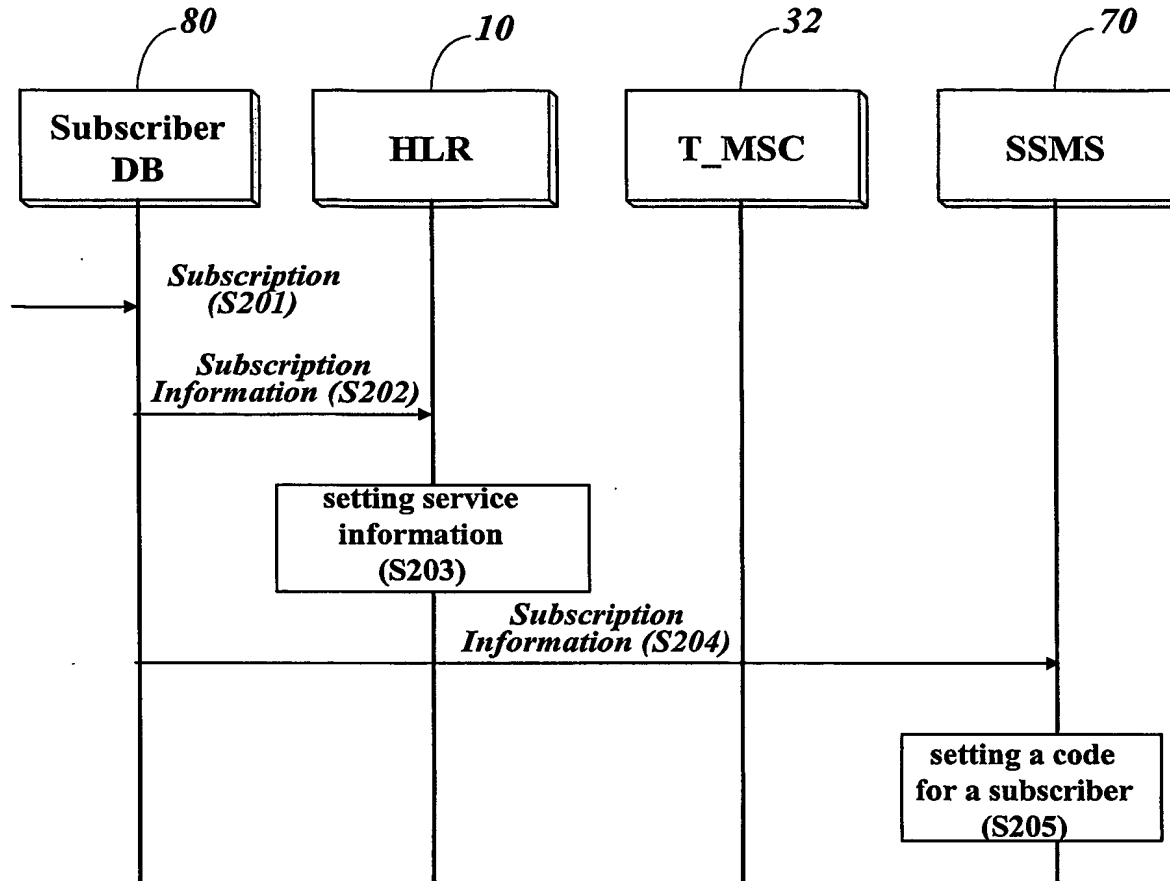 80
10
32
70
Subscriber
DB
HLR
T_MSC
SSMS
Subscription
(S201)
Subscription
Information (S202)
setting service
information
(S203)
Subscription
Information (S204)
setting a code
for a subscriber
(S205)